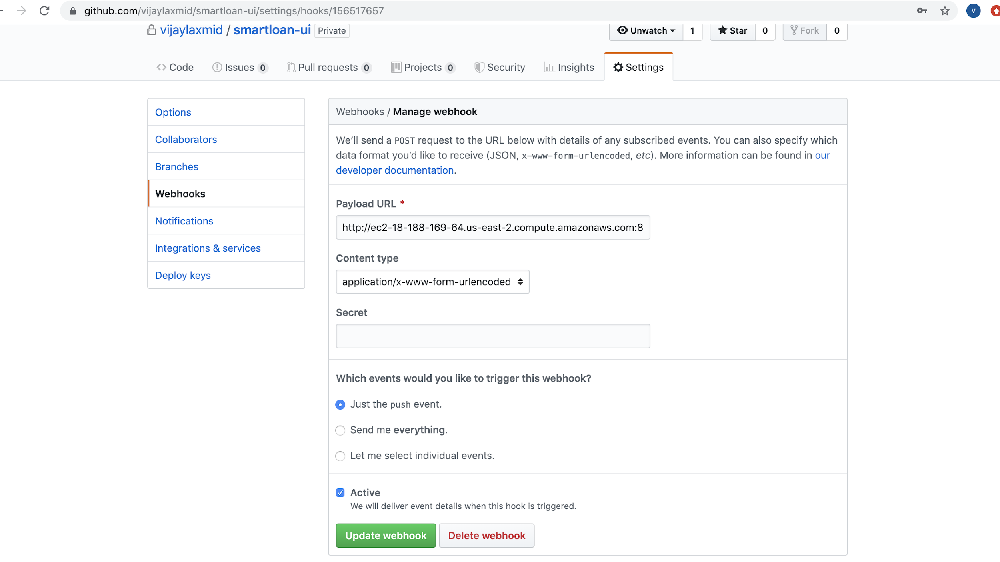 github.com/vijaylaxmid/smartloan-ui/settings/hooks/156517657
V
vijaylaxmid / smartloan-ui Private
Unwatch 1 Star 0 Fork 0
Code Issues 0 Pull requests 0 Projects 0 Security Insights Settings
Options
Collaborators
Branches
Webhooks
Notifications
Integrations & services
Deploy keys
Webhooks / Manage webhook
We’ll send a POST request to the URL below with details of any subscribed events. You can also specify which
data format you’d like to receive (JSON, x-www-form-urlencoded, etc). More information can be found in our
developer documentation.
Payload URL *
http://ec2-18-188-169-64.us-east-2.compute.amazonaws.com:8
Content type
application/x-www-form-urlencoded
Secret
Which events would you like to trigger this webhook?
Just the push event.
Send me everything.
Let me select individual events.
Active
We will deliver event details when this hook is triggered.
Update webhook Delete webhook